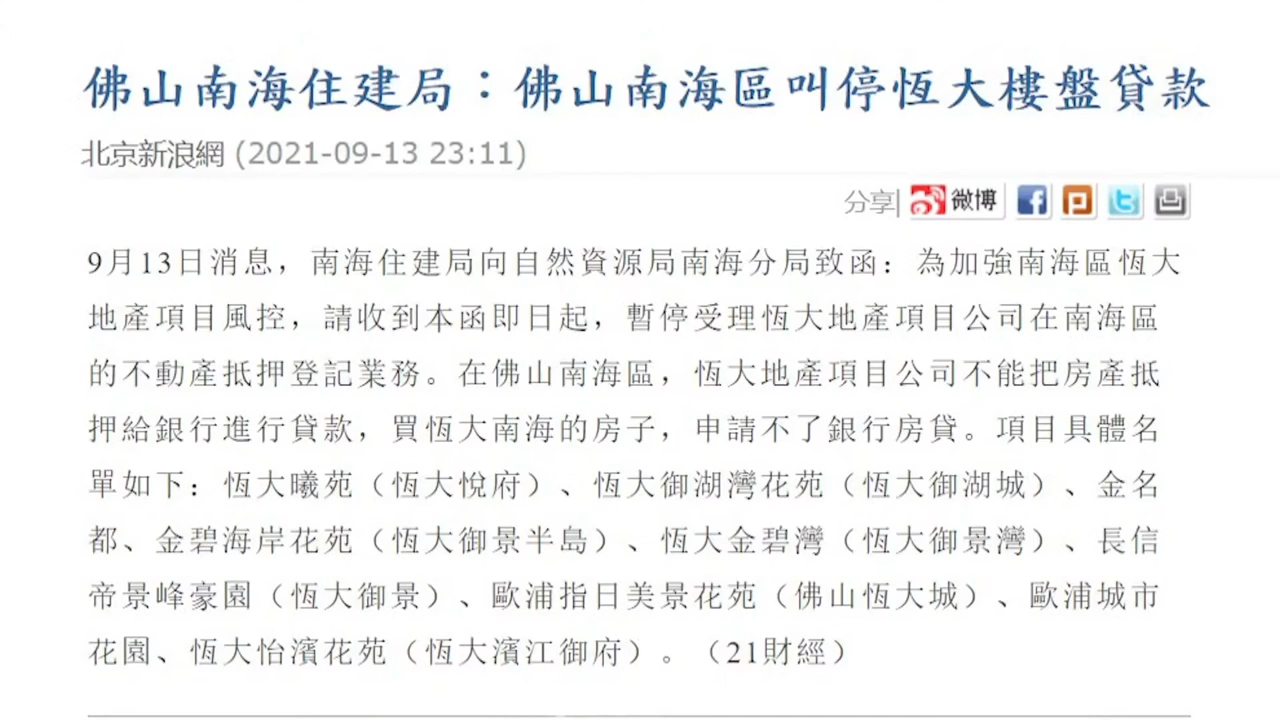 佛山南海住建局：佛山南海區叫停恆大樓盤貸款
北京新浪網 (2021-09-13 23:11)
分享| 微博
9月13日消息，南海住建局向自然資源局南海分局致函：為加強南海區恆大
地產項目風控，請收到本函即日起，暫停受理恆大地產項目公司在南海區
的不動產抵押登記業務。在佛山南海區，恆大地產項目公司不能把房產抵
押給銀行進行貸款，買恆大南海的房子，申請不了銀行房貸。項目具體名
單如下：恆大曦苑（恆大悅府）、恆大御湖灣花苑（恆大御湖城）、金名
都、金碧海岸花苑（恆大御景半島）、恆大金碧灣（恆大御景灣）、長信
帝景峰豪園（恆大御景）、歐浦指日美景花苑（佛山恆大城）、歐浦城市
花園、恆大怡濱花苑（恆大濱江御府）。（21財經）